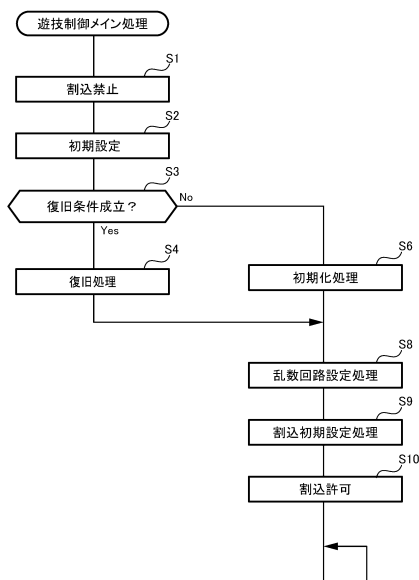 遊技制御メイン処理
S1
割込禁止
S2
初期設定
S3
復旧条件成立？
No
Yes
S4
復旧処理
S6
初期化処理
S8
乱数回路設定処理
S9
割込初期設定処理
S10
割込許可